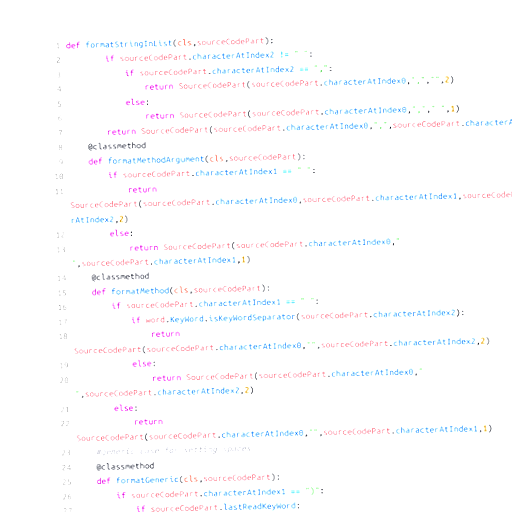 1 def formatStringInList(cls,sourceCodePart):
2 if sourceCodePart.characterAtIndex2 != " ":
3 if sourceCodePart.characterAtIndex2 == ",":
4 return SourceCodePart(sourceCodePart.characterAtIndex0,",","",2)
5 else:
6 return SourceCodePart(sourceCodePart.characterAtIndex0,","," ",1)
7 return SourceCodePart(sourceCodePart.characterAtIndex0,",",sourceCodePart.characterA
8 @classmethod
9 def formatMethodArgument(cls,sourceCodePart):
10 if sourceCodePart.characterAtIndex1 == " ":
11 return
SourceCodePart(sourceCodePart.characterAtIndex0,sourceCodePart.characterAtIndex1,sourceCode
rAtIndex2,2)
12 else:
13 return SourceCodePart(sourceCodePart.characterAtIndex0,"
",sourceCodePart.characterAtIndex1,1)
14 @classmethod
15 def formatMethod(cls,sourceCodePart):
16 if sourceCodePart.characterAtIndex1 == " ":
17 if word.KeyWord.isKeyWordSeparator(sourceCodePart.characterAtIndex2):
18 return
SourceCodePart(sourceCodePart.characterAtIndex0,"",sourceCodePart.characterAtIndex2,2)
19 else:
20 return SourceCodePart(sourceCodePart.characterAtIndex0,"
",sourceCodePart.characterAtIndex2,2)
21 else:
22 return
SourceCodePart(sourceCodePart.characterAtIndex0,"",sourceCodePart.characterAtIndex1,1)
23 #generic case for setting spaces
24 @classmethod
25 def formatGeneric(cls,sourceCodePart):
26 if sourceCodePart.characterAtIndex1 == ")":
if sourceCodePart.lastReadKeyWord: